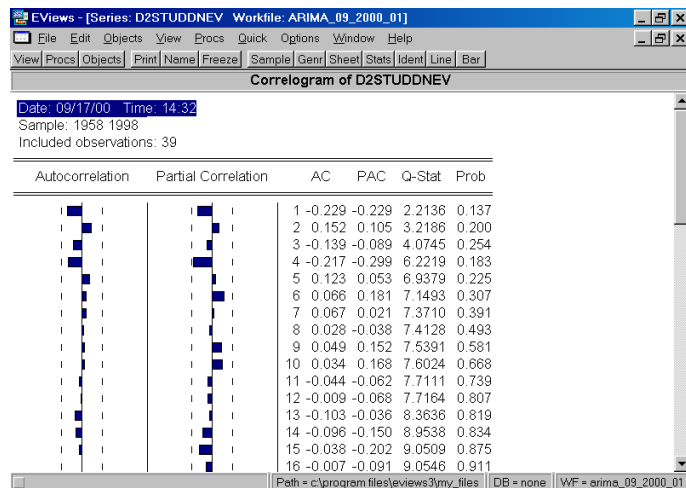 EViews - [Series: D2STUDDNEV Workfile: ARIMA_09_2000_01]
File Edit Objects View Procs Quick Options Window Help
View Procs Objects Print Name Freeze Sample Genr Sheet Stats Ident Line Bar
Correlogram of D2STUDDNEV
Date: 09/17/00 Time: 14:32
Sample: 1958 1998
Included observations: 39
Autocorrelation Partial Correlation AC PAC Q-Stat Prob
1 -0.229 -0.229 2.2136 0.137
2 0.152 0.105 3.2186 0.200
3 -0.139 -0.089 4.0745 0.254
4 -0.217 -0.299 6.2219 0.183
5 0.123 0.053 6.9379 0.225
6 0.066 0.181 7.1493 0.307
7 0.067 0.021 7.3710 0.391
8 0.028 -0.038 7.4128 0.493
9 0.049 0.152 7.5391 0.581
10 0.034 0.168 7.6024 0.668
11 -0.044 -0.062 7.7111 0.739
12 -0.009 -0.068 7.7164 0.807
13 -0.103 -0.036 8.3636 0.819
14 -0.096 -0.150 8.9538 0.834
15 -0.038 -0.202 9.0509 0.875
16 -0.007 -0.091 9.0546 0.911
Path = c:\program files\eviews3\my_files DB = none WF = arima_09_2000_01